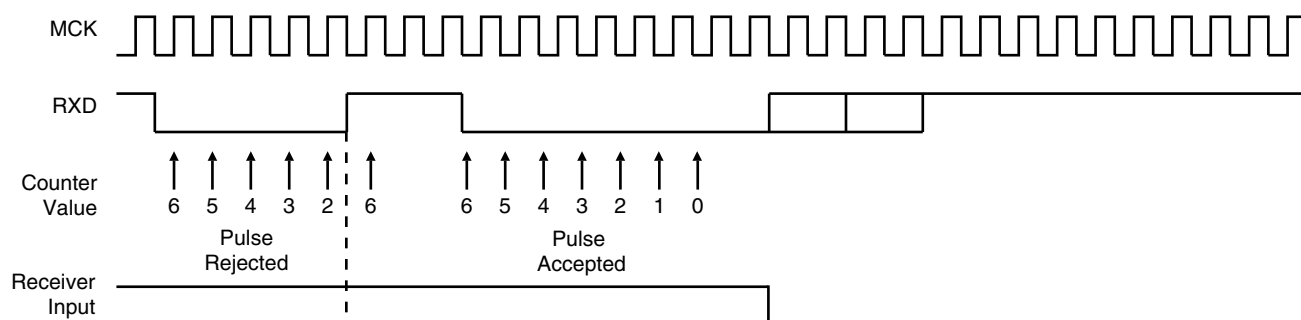 MCK
RXD
Counter
Value
6 5 4 3 2 6 6 5 4 3 2 1 0
Pulse
Rejected
Pulse
Accepted
Receiver
Input